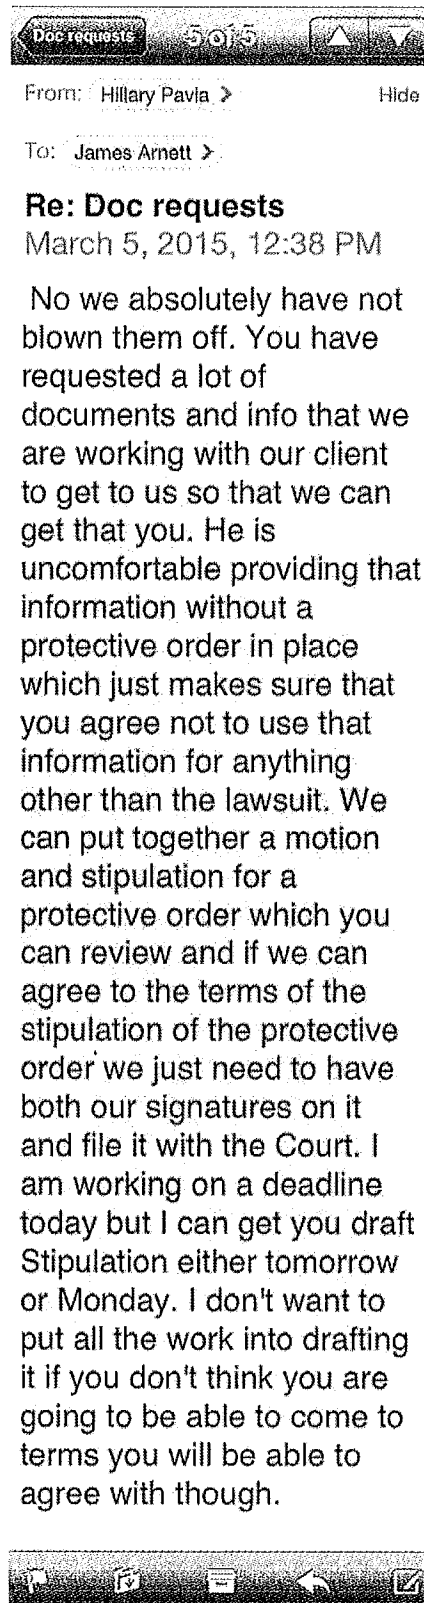 Doc requests 5 of 5
From: Hillary Pavia > Hide
To: James Arnett >
Re: Doc requests
March 5, 2015, 12:38 PM
No we absolutely have not
blown them off. You have
requested a lot of
documents and info that we
are working with our client
to get to us so that we can
get that you. He is
uncomfortable providing that
information without a
protective order in place
which just makes sure that
you agree not to use that
information for anything
other than the lawsuit. We
can put together a motion
and stipulation for a
protective order which you
can review and if we can
agree to the terms of the
stipulation of the protective
order we just need to have
both our signatures on it
and file it with the Court. I
am working on a deadline
today but I can get you draft
Stipulation either tomorrow
or Monday. I don't want to
put all the work into drafting
it if you don't think you are
going to be able to come to
terms you will be able to
agree with though.